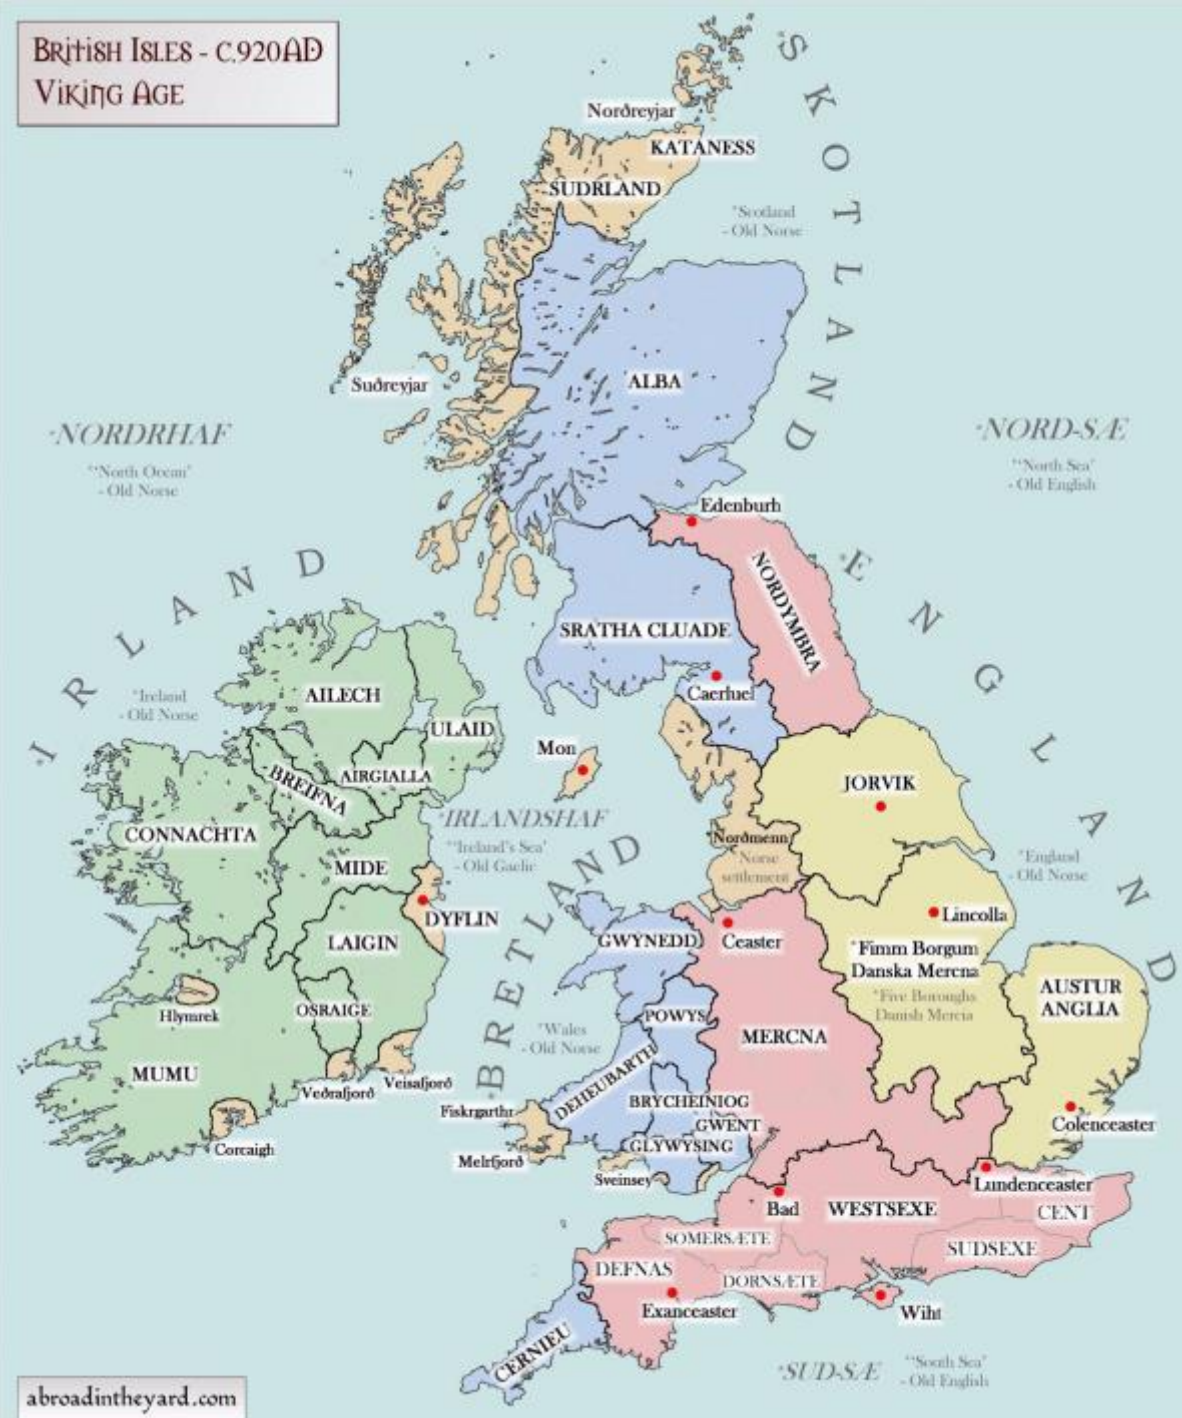 BRITISH ISLES - C.920AD
VIKING AGE
Norðreyjar
KATANESS
SUDRLAND
SKOTLAND
"Scotland
- Old Norse
ALBA
Suðreyjar
*NORDRHAF
"'North Ocean'
- Old Norse
*NORD-SÆ
"'North Sea'
- Old English
Edenburh
NORDYMBRA
*ENGLAND
*IRLAND
SRATHA CLUADE
Caerluel
*Ireland
- Old Norse
AILECH
ULAID
Mon
BREIFNA
AIRGIALLA
JORVIK
*IRLANDSHAF
"'Ireland's Sea'
- Old Gaelic
CONNACHTA
Nordmenn
'Norse
settlement'
MIDE
*England
- Old Norse
*BRETLAND
DYFLIN
Lincolla
LAIGIN
GWYNEDD
Ceaster
*Fimm Borgum
Danska Mercna
*Five Boroughs
Danish Mercia
AUSTUR
ANGLIA
Hlymrek
OSRAIGE
POWYS
*Wales
- Old Norse
MERCNA
MUMU
Veðrafjorð
Veisafjorð
DEHEUBARTH
BRYCHEINIOG
Fiskrgarthr
GWENT
GLYWYSING
Colenceaster
Corcaigh
Melrfjorð
Sveinsey
Lundenceaster
Bad
WESTSEXE
CENT
SOMERSÆTE
SUDSEXE
DEFNAS
DORNSÆTE
Exanceaster
Wiht
CERNIEU
*SUD-SÆ
"'South Sea'
- Old English
abroadintheyard.com